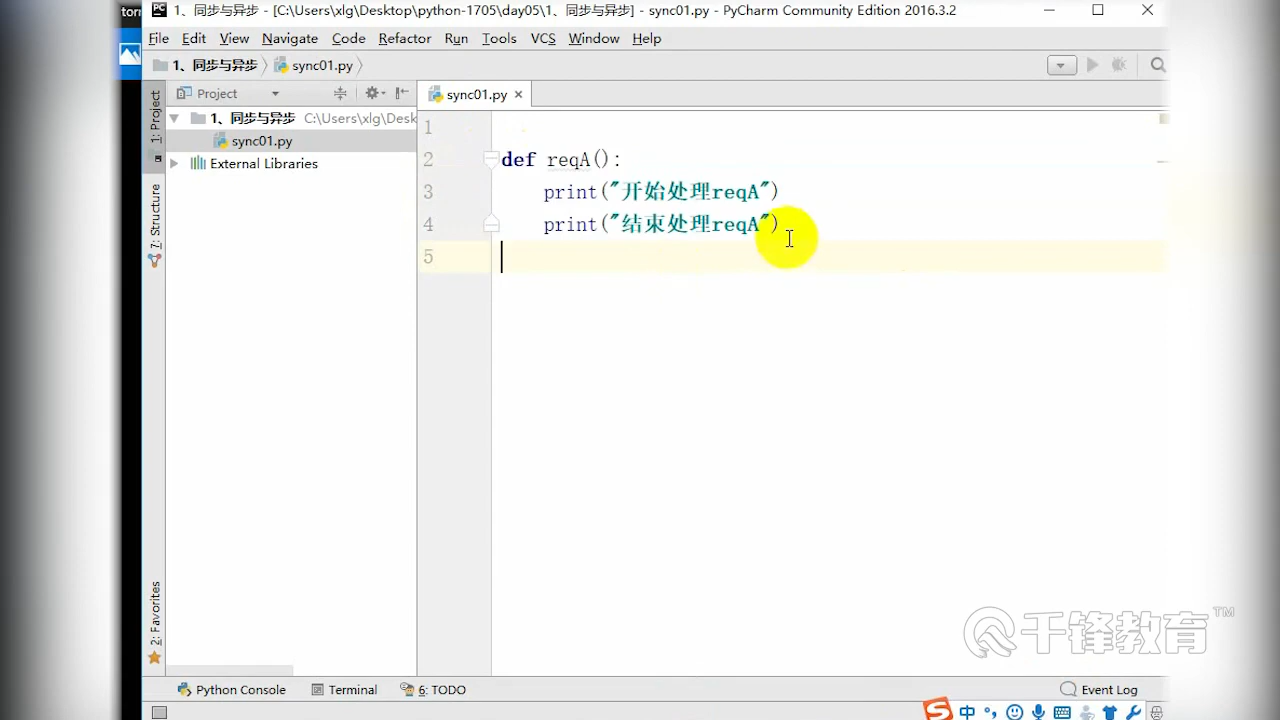 torn
1、同步与异步 - [C:\Users\xlg\Desktop\python-1705\day05\1、同步与异步] - sync01.py - PyCharm Community Edition 2016.3.2
File Edit View Navigate Code Refactor Run Tools VCS Window Help
1、同步与异步 sync01.py
Project sync01.py
1、同步与异步 C:\Users\xlg\Desk
sync01.py
External Libraries
1: Project
7: Structure
2: Favorites
1
2 def reqA():
3 print("开始处理reqA")
4 print("结束处理reqA")
5
千锋教育™
Python Console Terminal 6: TODO Event Log
S 中